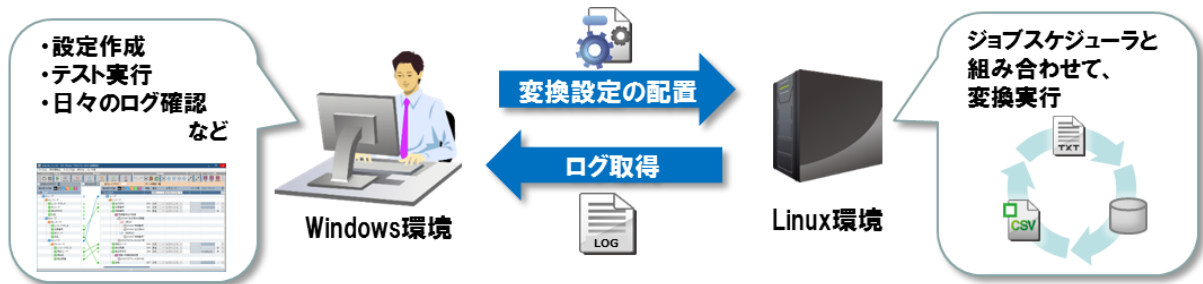 ・設定作成
・テスト実行
・日々のログ確認
など
変換設定の配置
ログ取得
LOG
Windows環境
Linux環境
ジョブスケジューラと
組み合わせて、
変換実行
TXT
CSV